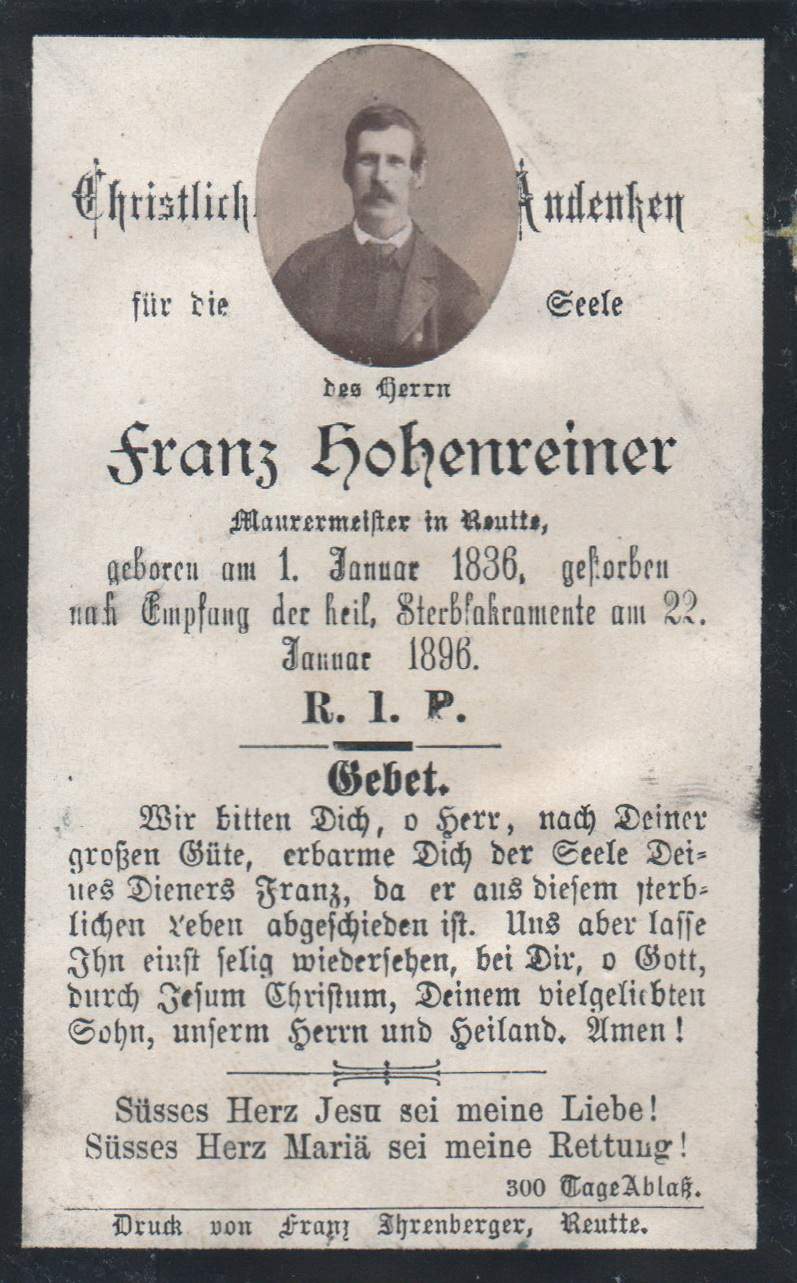 Christliche Andenken
für die Seele
des Herrn
Franz Hohenreiner
Maurermeister in Reutte,
geboren am 1. Januar 1836, gestorben
nach Empfang der heil. Sterbsakramente am 22.
Januar 1896.
R. I. P.
Gebet.
Wir bitten Dich, o Herr, nach Deiner
großen Güte, erbarme Dich der Seele Dei=
nes Dieners Franz, da er aus diesem sterb=
lichen Leben abgeschieden ist. Uns aber lasse
Ihn einst selig wiedersehen, bei Dir, o Gott,
durch Jesum Christum, Deinem vielgeliebten
Sohn, unserm Herrn und Heiland. Amen!
Süsses Herz Jesu sei meine Liebe!
Süsses Herz Mariä sei meine Rettung!
300 Tage Ablaß.
Druck von Franz Ihrenberger, Reutte.